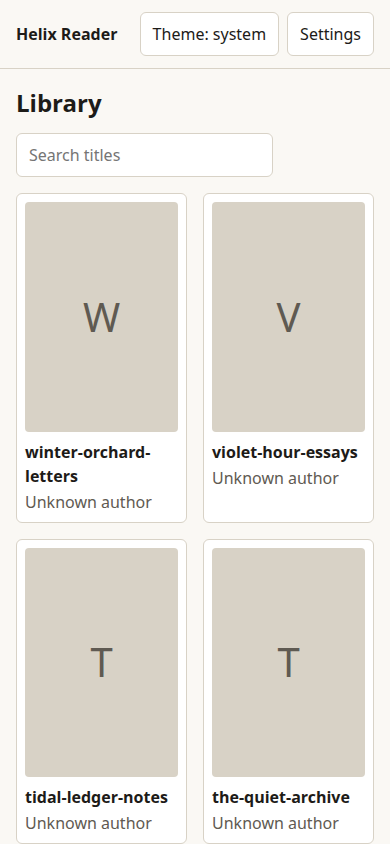 Helix Reader
Theme: system
Settings
Library
Search titles
W
V
winter-orchard-
letters
Unknown author
violet-hour-essays
Unknown author
T
T
tidal-ledger-notes
Unknown author
the-quiet-archive
Unknown author